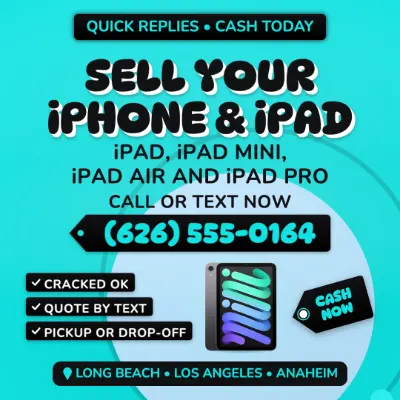 QUICK REPLIES • CASH TODAY
SELL YOUR
iPHONE & iPAD
iPAD, iPAD MINI,
iPAD AIR AND iPAD PRO
CALL OR TEXT NOW
(626) 555-0164
✓ CRACKED OK
✓ QUOTE BY TEXT
✓ PICKUP OR DROP-OFF
CASH
NOW
LONG BEACH • LOS ANGELES • ANAHEIM